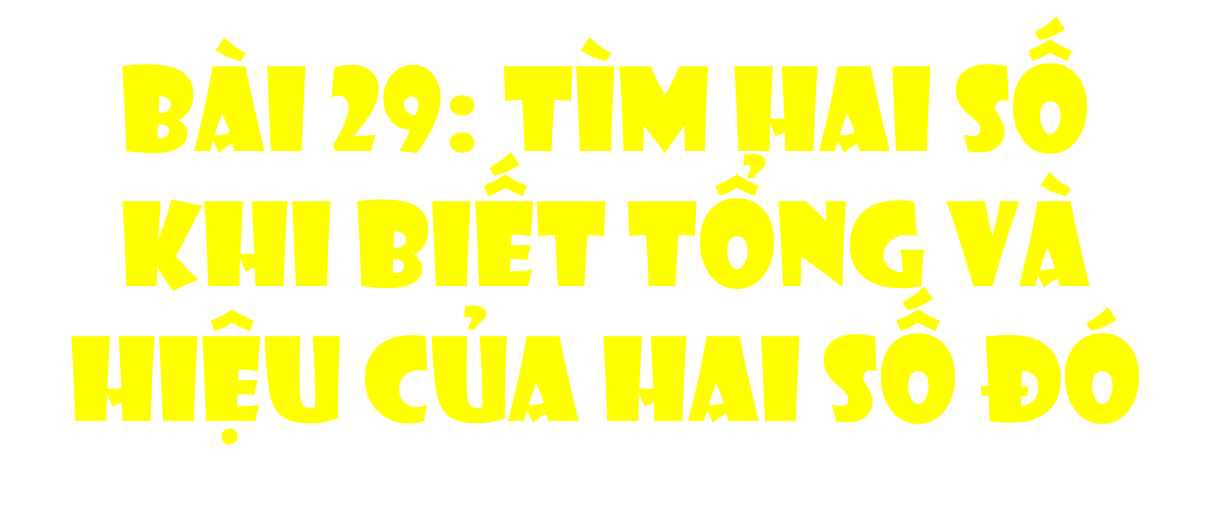 BÀI 29: TÌM HAI SỐ
KHI BIẾT TỔNG VÀ
HIỆU CỦA HAI SỐ ĐÓ